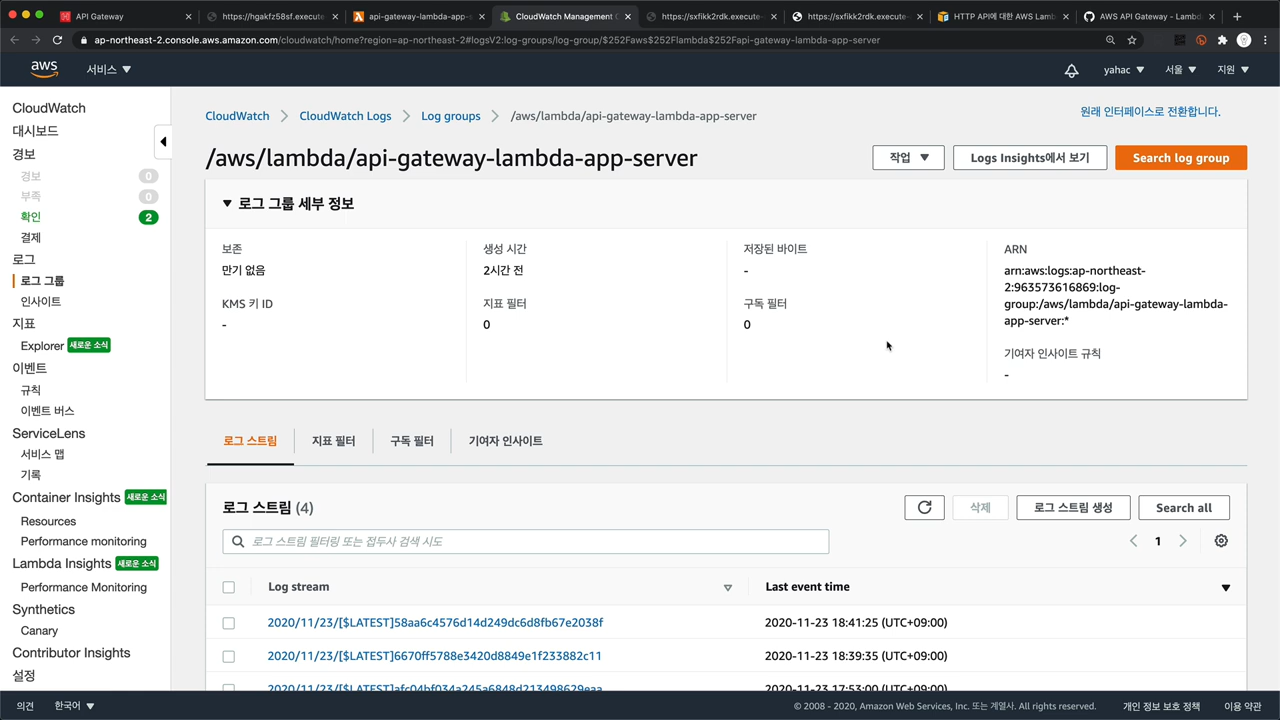 API Gateway
https://hgakfz58sf.execute
api-gateway-lambda-app-s
CloudWatch Management C
https://sxfikk2rdk.execute-
https://sxfikk2rdk.execute-
HTTP API에 대한 AWS Lamb
AWS API Gateway - Lambd
ap-northeast-2.console.aws.amazon.com/cloudwatch/home?region=ap-northeast-2#logsV2:log-groups/log-group/$252Faws$252Flambda$252Fapi-gateway-lambda-app-server
aws
서비스
yahac
서울
지원
CloudWatch
대시보드
경보
경보 0
부족 0
확인 2
결제
로그
로그 그룹
인사이트
지표
Explorer 새로운 소식
이벤트
규칙
이벤트 버스
ServiceLens
서비스 맵
기록
Container Insights 새로운 소식
Resources
Performance monitoring
Lambda Insights 새로운 소식
Performance Monitoring
Synthetics
Canary
Contributor Insights
설정
CloudWatch
CloudWatch Logs
Log groups
/aws/lambda/api-gateway-lambda-app-server
원래 인터페이스로 전환합니다.
/aws/lambda/api-gateway-lambda-app-server
작업
Logs Insights에서 보기
Search log group
로그 그룹 세부 정보
보존
만기 없음
KMS 키 ID
-
생성 시간
2시간 전
지표 필터
0
저장된 바이트
-
구독 필터
0
ARN
arn:aws:logs:ap-northeast-
2:963573616869:log-
group:/aws/lambda/api-gateway-lambda-
app-server:*
기여자 인사이트 규칙
-
로그 스트림
지표 필터
구독 필터
기여자 인사이트
로그 스트림 (4)
삭제
로그 스트림 생성
Search all
로그 스트림 필터링 또는 접두사 검색 시도
1
Log stream
Last event time
2020/11/23/[$LATEST]58aa6c4576d14d249dc6d8fb67e2038f
2020-11-23 18:41:25 (UTC+09:00)
2020/11/23/[$LATEST]6670ff5788e3420d8849e1f233882c11
2020-11-23 18:39:35 (UTC+09:00)
2020/11/23/[$LATEST]afc04bf034a245a6848d213498629eaa
2020-11-23 17:53:00 (UTC+09:00)
의견
한국어
© 2008 - 2020, Amazon Web Services, Inc. 또는 계열사. All rights reserved.
개인 정보 보호 정책
이용 약관